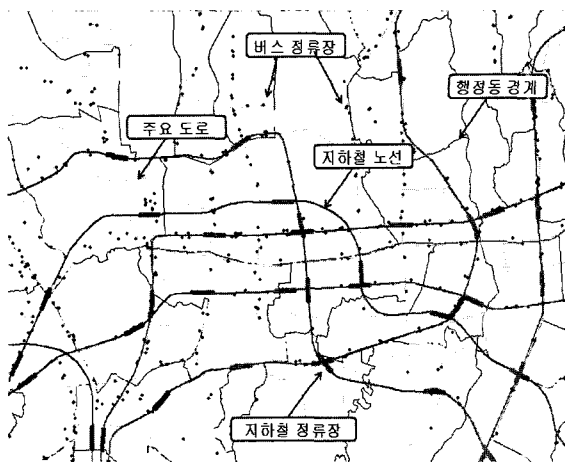 버스 정류장
행정동 경계
주요 도로
지하철 노선
지하철 정류장